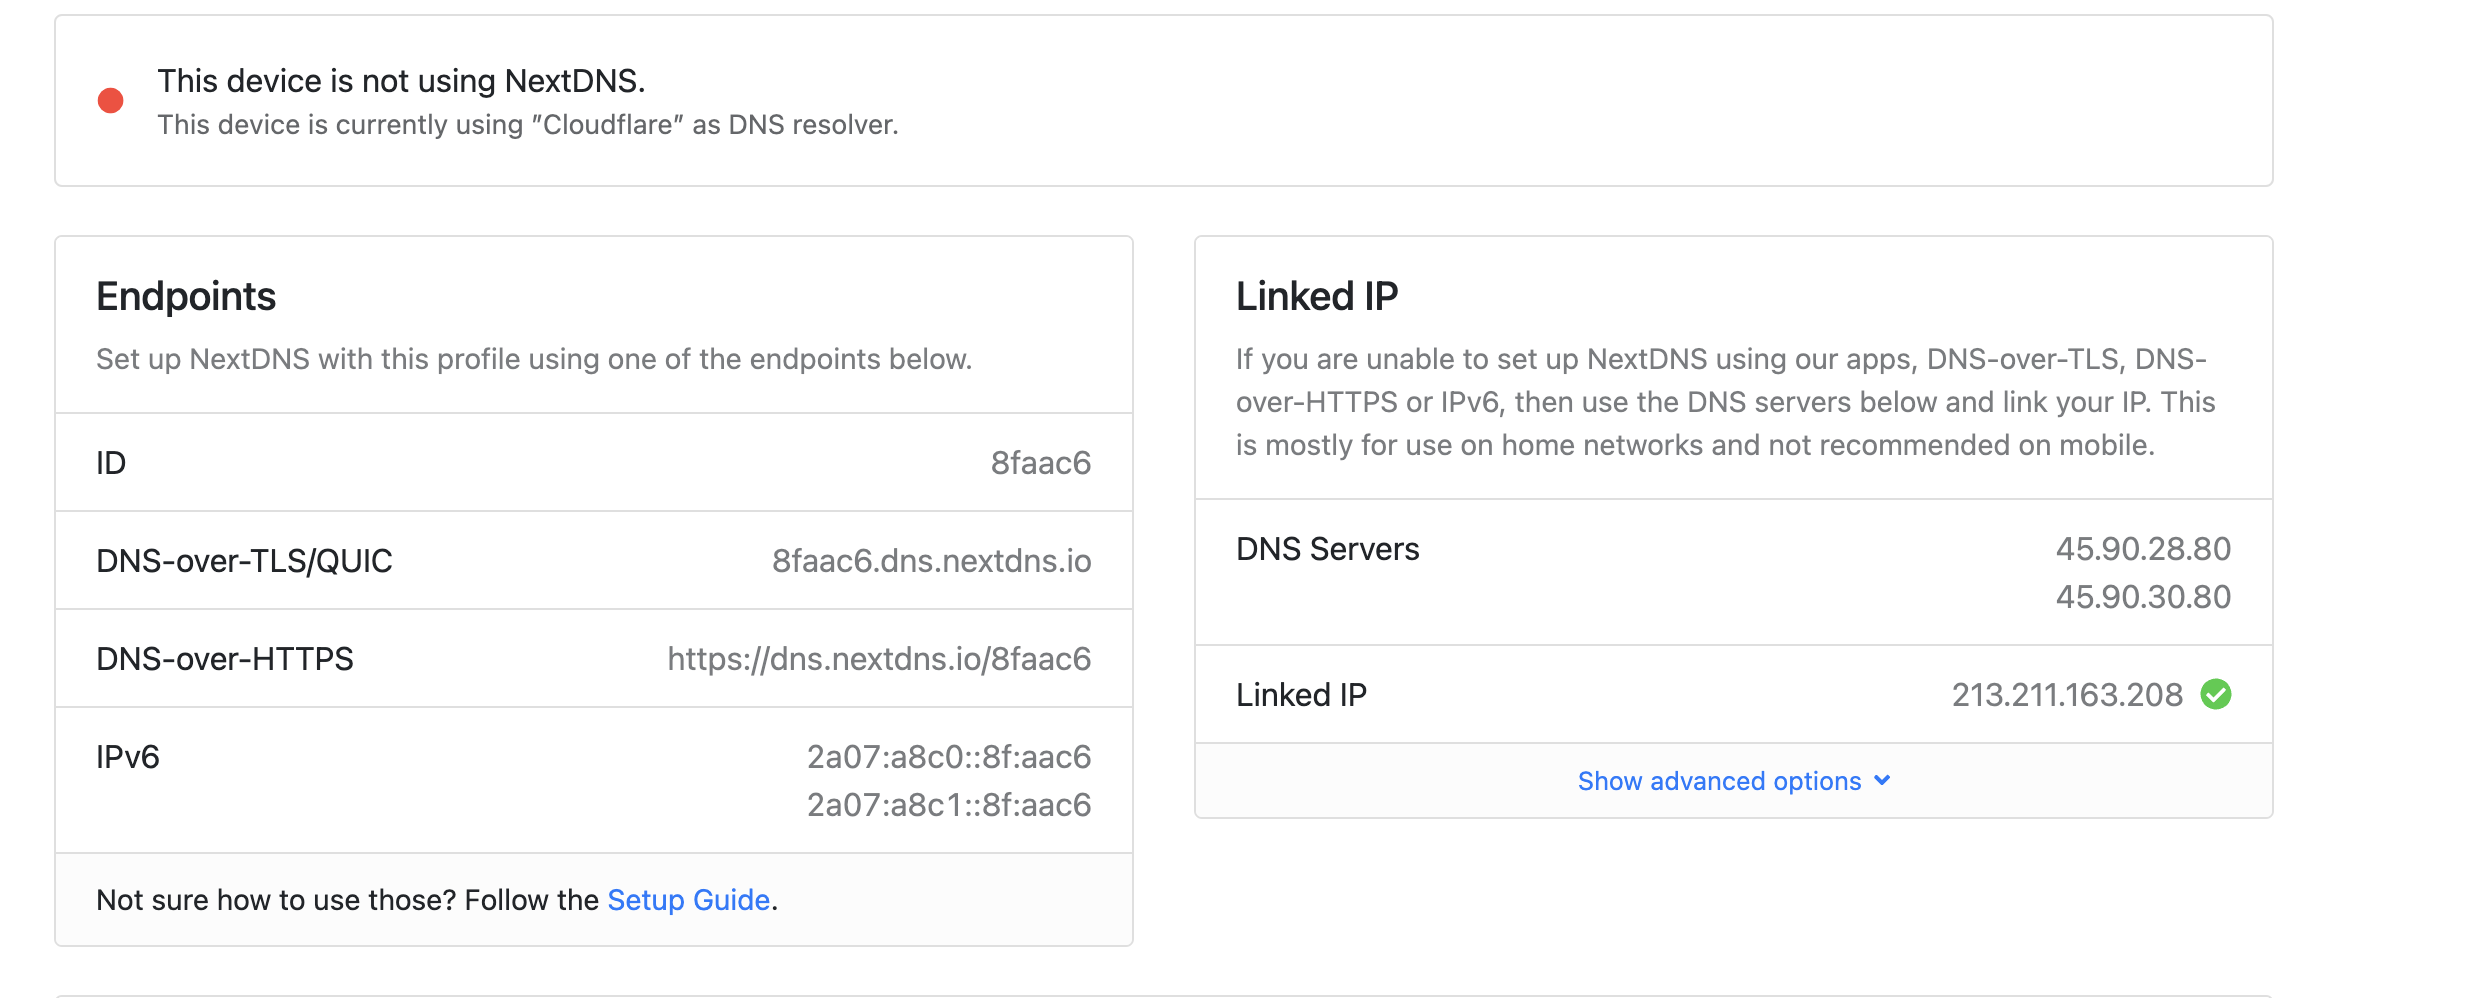 This device is not using NextDNS.
This device is currently using ″Cloudflare″ as DNS resolver.
Endpoints
Set up NextDNS with this profile using one of the endpoints below.
ID
8faac6
DNS-over-TLS/QUIC
8faac6.dns.nextdns.io
DNS-over-HTTPS
https://dns.nextdns.io/8faac6
IPv6
2a07:a8c0::8f:aac6
2a07:a8c1::8f:aac6
Not sure how to use those? Follow the Setup Guide.
Linked IP
If you are unable to set up NextDNS using our apps, DNS-over-TLS, DNS-
over-HTTPS or IPv6, then use the DNS servers below and link your IP. This
is mostly for use on home networks and not recommended on mobile.
DNS Servers
45.90.28.80
45.90.30.80
Linked IP
213.211.163.208
Show advanced options